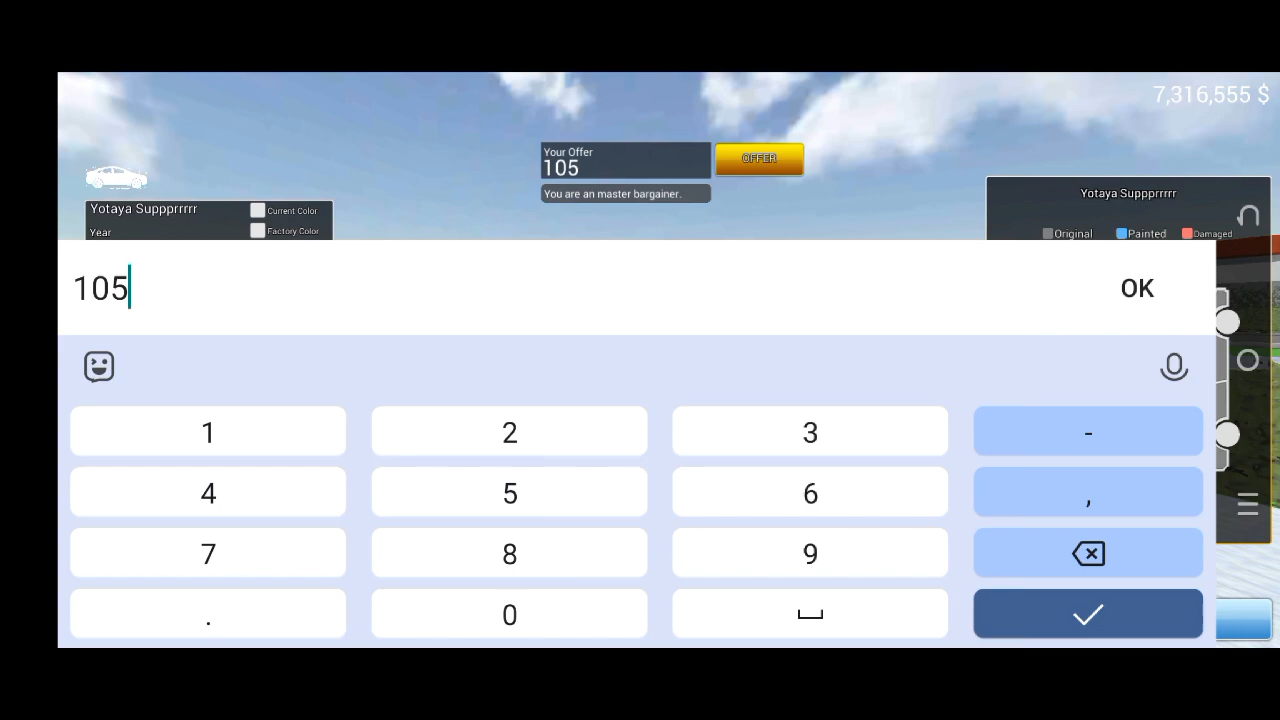 7,316,555 $
Your Offer
105
OFFER
You are an master bargainer.
Yotaya Suppprrrrr
Current Color
Year
Factory Color
Yotaya Suppprrrrr
Original
Painted
Damaged
105
OK
1 2 3 -
4 5 6 ,
7 8 9
. 0